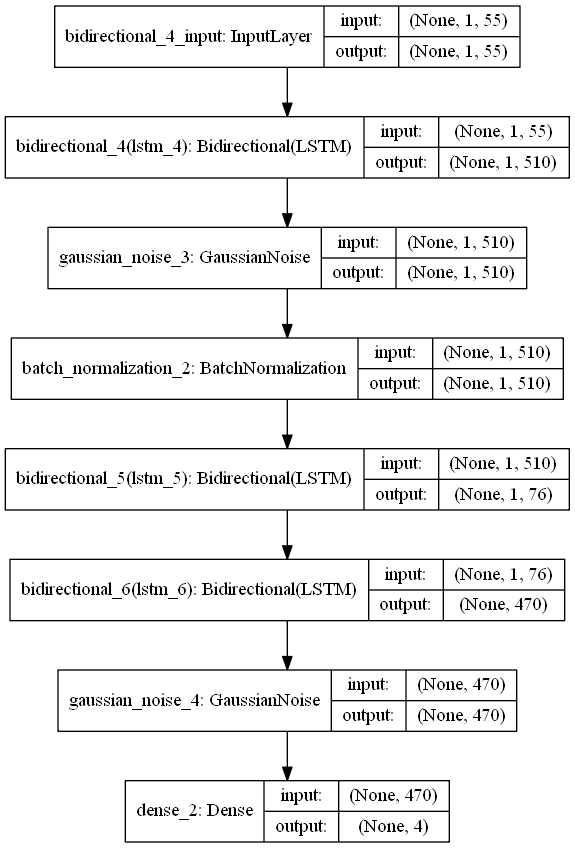 bidirectional_4_input: InputLayer
input: (None, 1, 55)
output: (None, 1, 55)
bidirectional_4(lstm_4): Bidirectional(LSTM)
input: (None, 1, 55)
output: (None, 1, 510)
gaussian_noise_3: GaussianNoise
input: (None, 1, 510)
output: (None, 1, 510)
batch_normalization_2: BatchNormalization
input: (None, 1, 510)
output: (None, 1, 510)
bidirectional_5(lstm_5): Bidirectional(LSTM)
input: (None, 1, 510)
output: (None, 1, 76)
bidirectional_6(lstm_6): Bidirectional(LSTM)
input: (None, 1, 76)
output: (None, 470)
gaussian_noise_4: GaussianNoise
input: (None, 470)
output: (None, 470)
dense_2: Dense
input: (None, 470)
output: (None, 4)